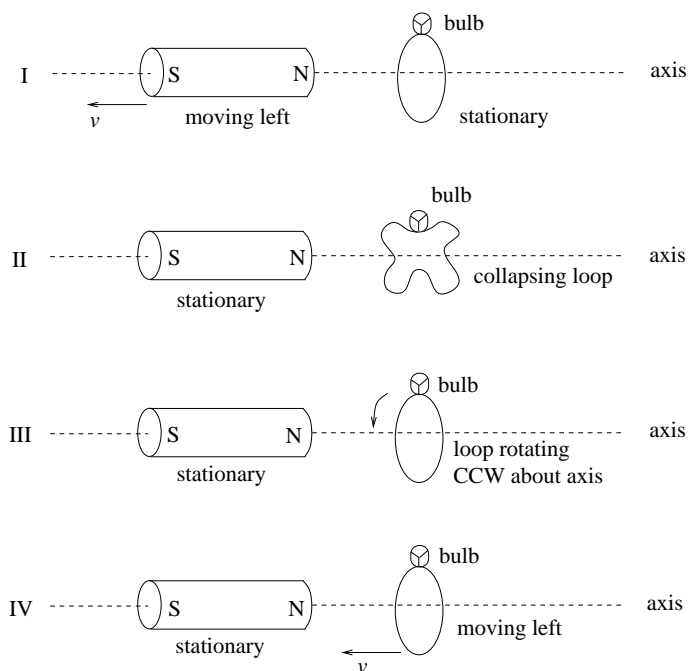 bulb
I S N axis
v moving left stationary
bulb
II S N axis
stationary collapsing loop
bulb
III S N axis
stationary loop rotating
CCW about axis
bulb
IV S N axis
stationary v moving left